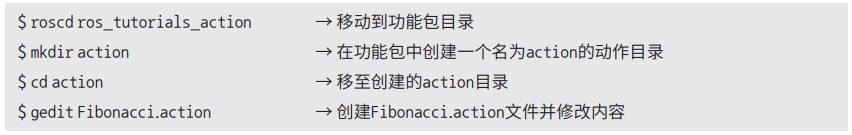 $ roscd ros_tutorials_action → 移动到功能包目录
$ mkdir action → 在功能包中创建一个名为action的动作目录
$ cd action → 移至创建的action目录
$ gedit Fibonacci.action → 创建Fibonacci.action文件并修改内容